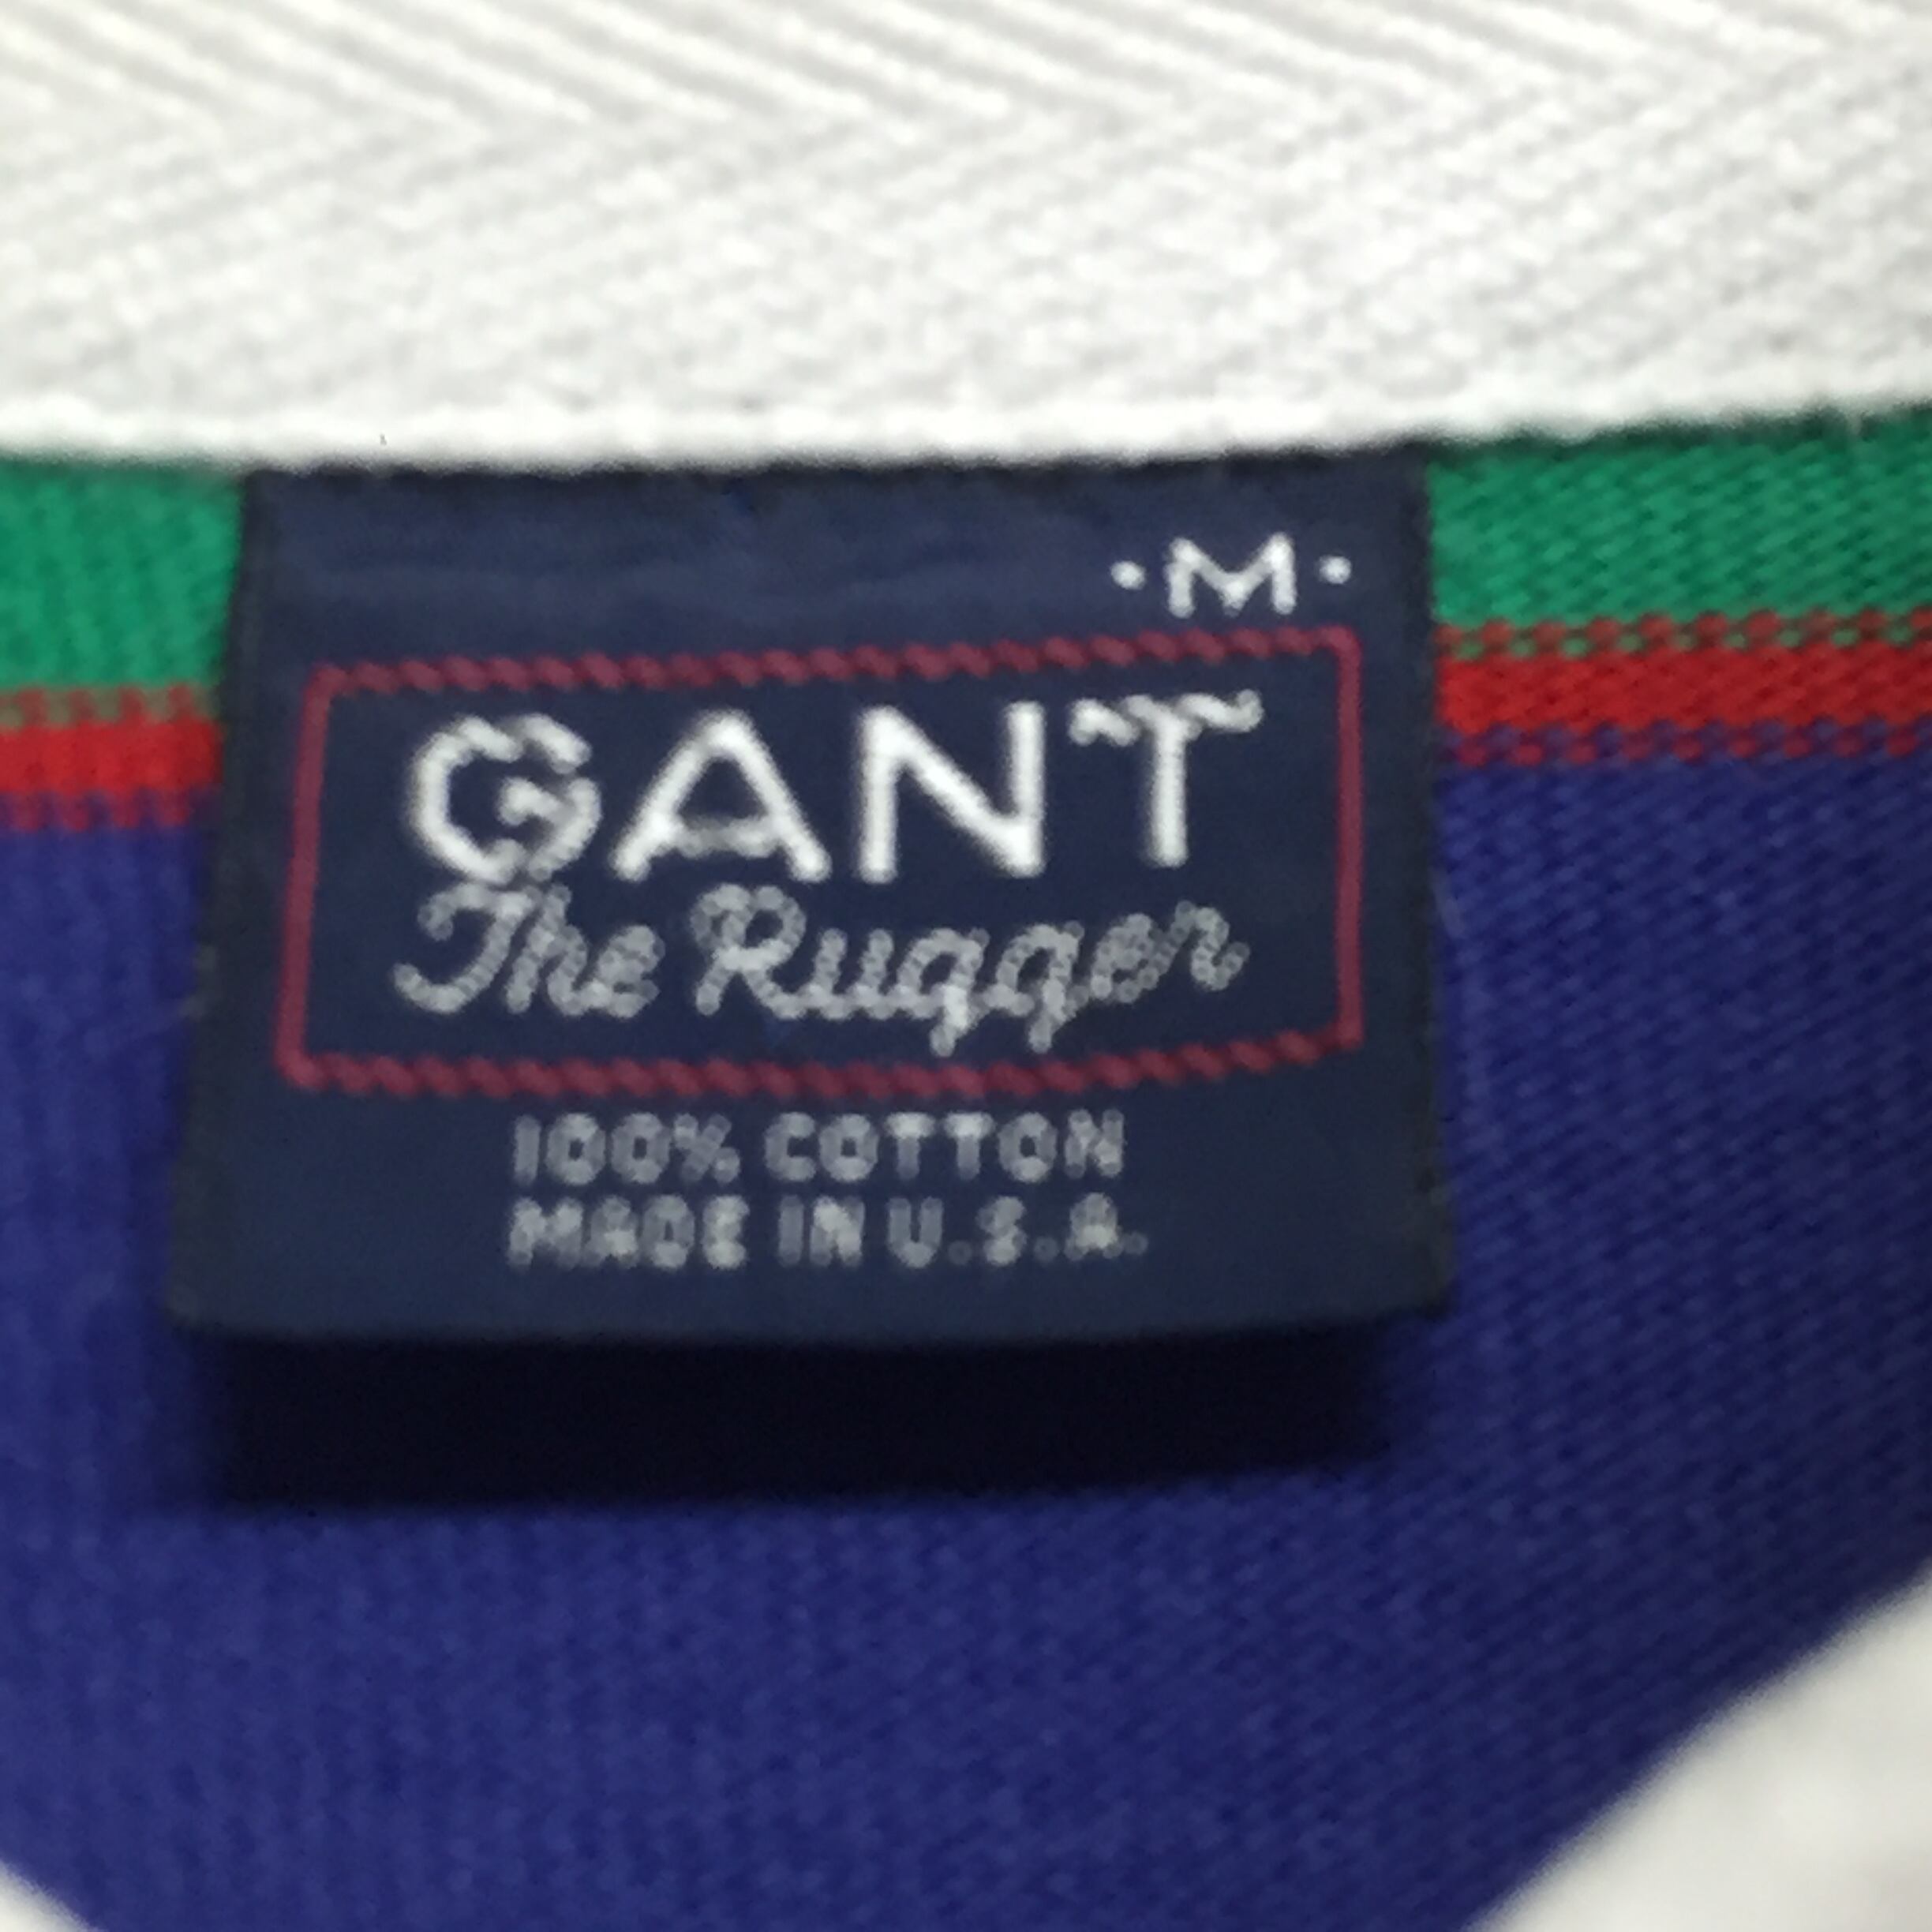 ·M·
GANT
The Rugger
100% COTTON
MADE IN U.S.A.